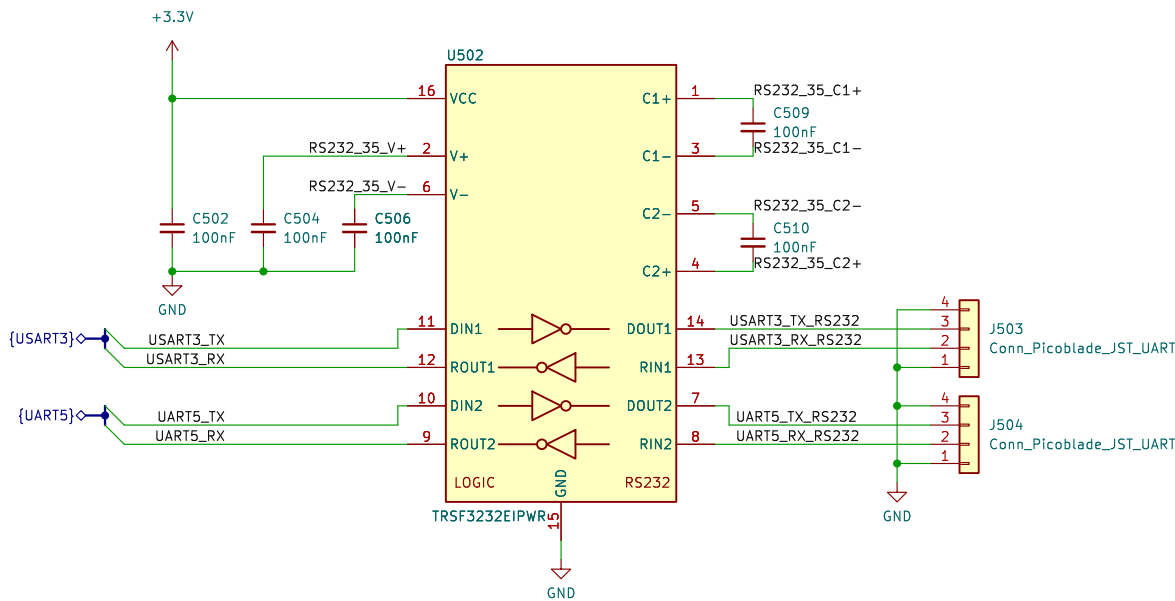 +3.3V
U502
16
VCC
C1+
1
RS232_35_C1+
C509
100nF
RS232_35_V+
2
V+
C1-
3
RS232_35_C1-
RS232_35_V-
6
V-
C2-
5
RS232_35_C2-
C502
100nF
C504
100nF
C506
100nF
C510
100nF
C2+
4
RS232_35_C2+
GND
{USART3}
USART3_TX
11
DIN1
DOUT1
14
USART3_TX_RS232
USART3_RX
12
ROUT1
RIN1
13
USART3_RX_RS232
4
3
2
1
J503
Conn_Picoblade_JST_UART
{UART5}
UART5_TX
10
DIN2
DOUT2
7
UART5_TX_RS232
UART5_RX
9
ROUT2
RIN2
8
UART5_RX_RS232
4
3
2
1
J504
Conn_Picoblade_JST_UART
LOGIC
GND
RS232
TRSF3232EIPWR
15
GND
GND